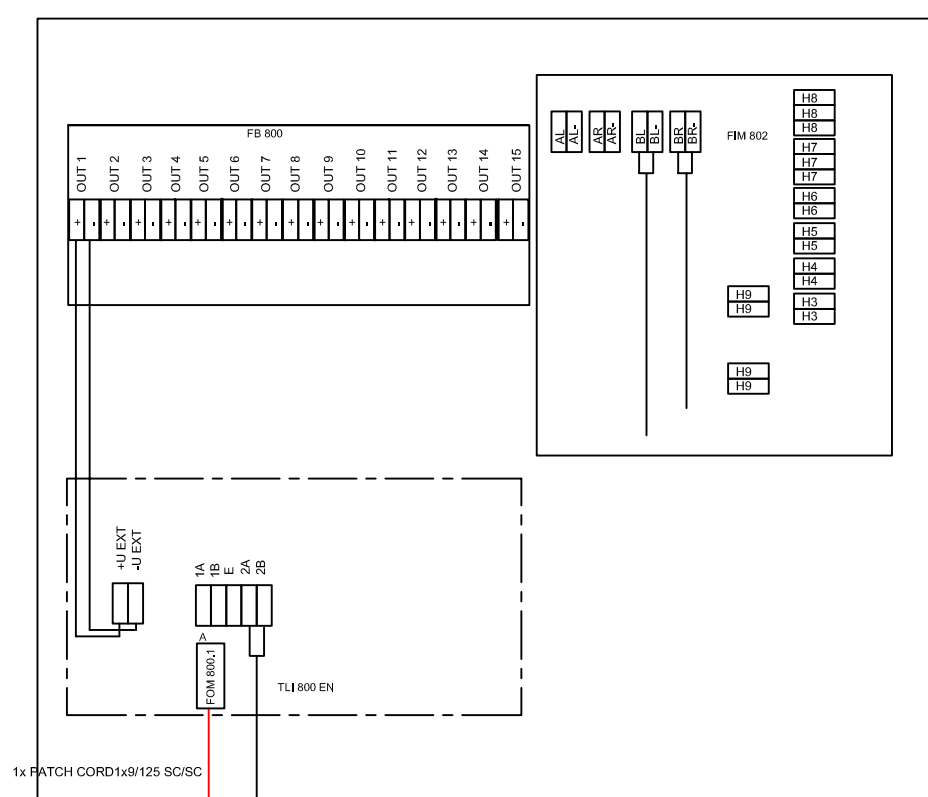 FB 800
OUT 1 OUT 2 OUT 3 OUT 4 OUT 5 OUT 6 OUT 7 OUT 8 OUT 9 OUT 10 OUT 11 OUT 12 OUT 13 OUT 14 OUT 15
+ - + - + - + - + - + - + - + - + - + - + - + - + - + - + -
AL AL- AR AR- BL BL- BR BR-
FIM 802
H8
H8
H8
H7
H7
H7
H6
H6
H5
H5
H4
H4
H3
H3
H9
H9
H9
H9
+U EXT
-U EXT
1A 1B E 2A 2B
A
FOM 800.1
TLI 800 EN
1x PATCH CORD1x9/125 SC/SC